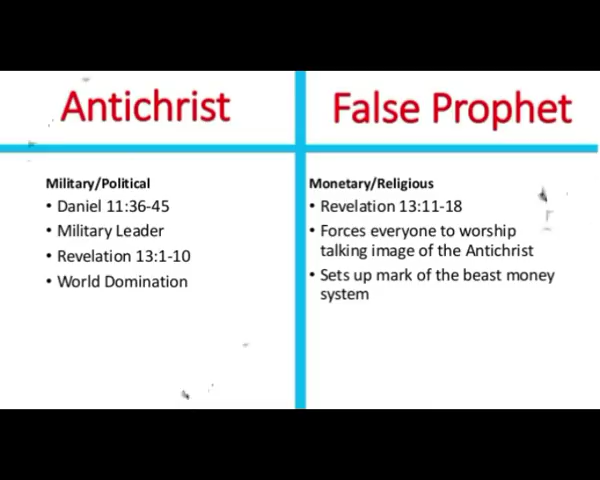 Antichrist
False Prophet
Military/Political
• Daniel 11:36-45
• Military Leader
• Revelation 13:1-10
• World Domination
Monetary/Religious
• Revelation 13:11-18
• Forces everyone to worship
talking image of the Antichrist
• Sets up mark of the beast money
system